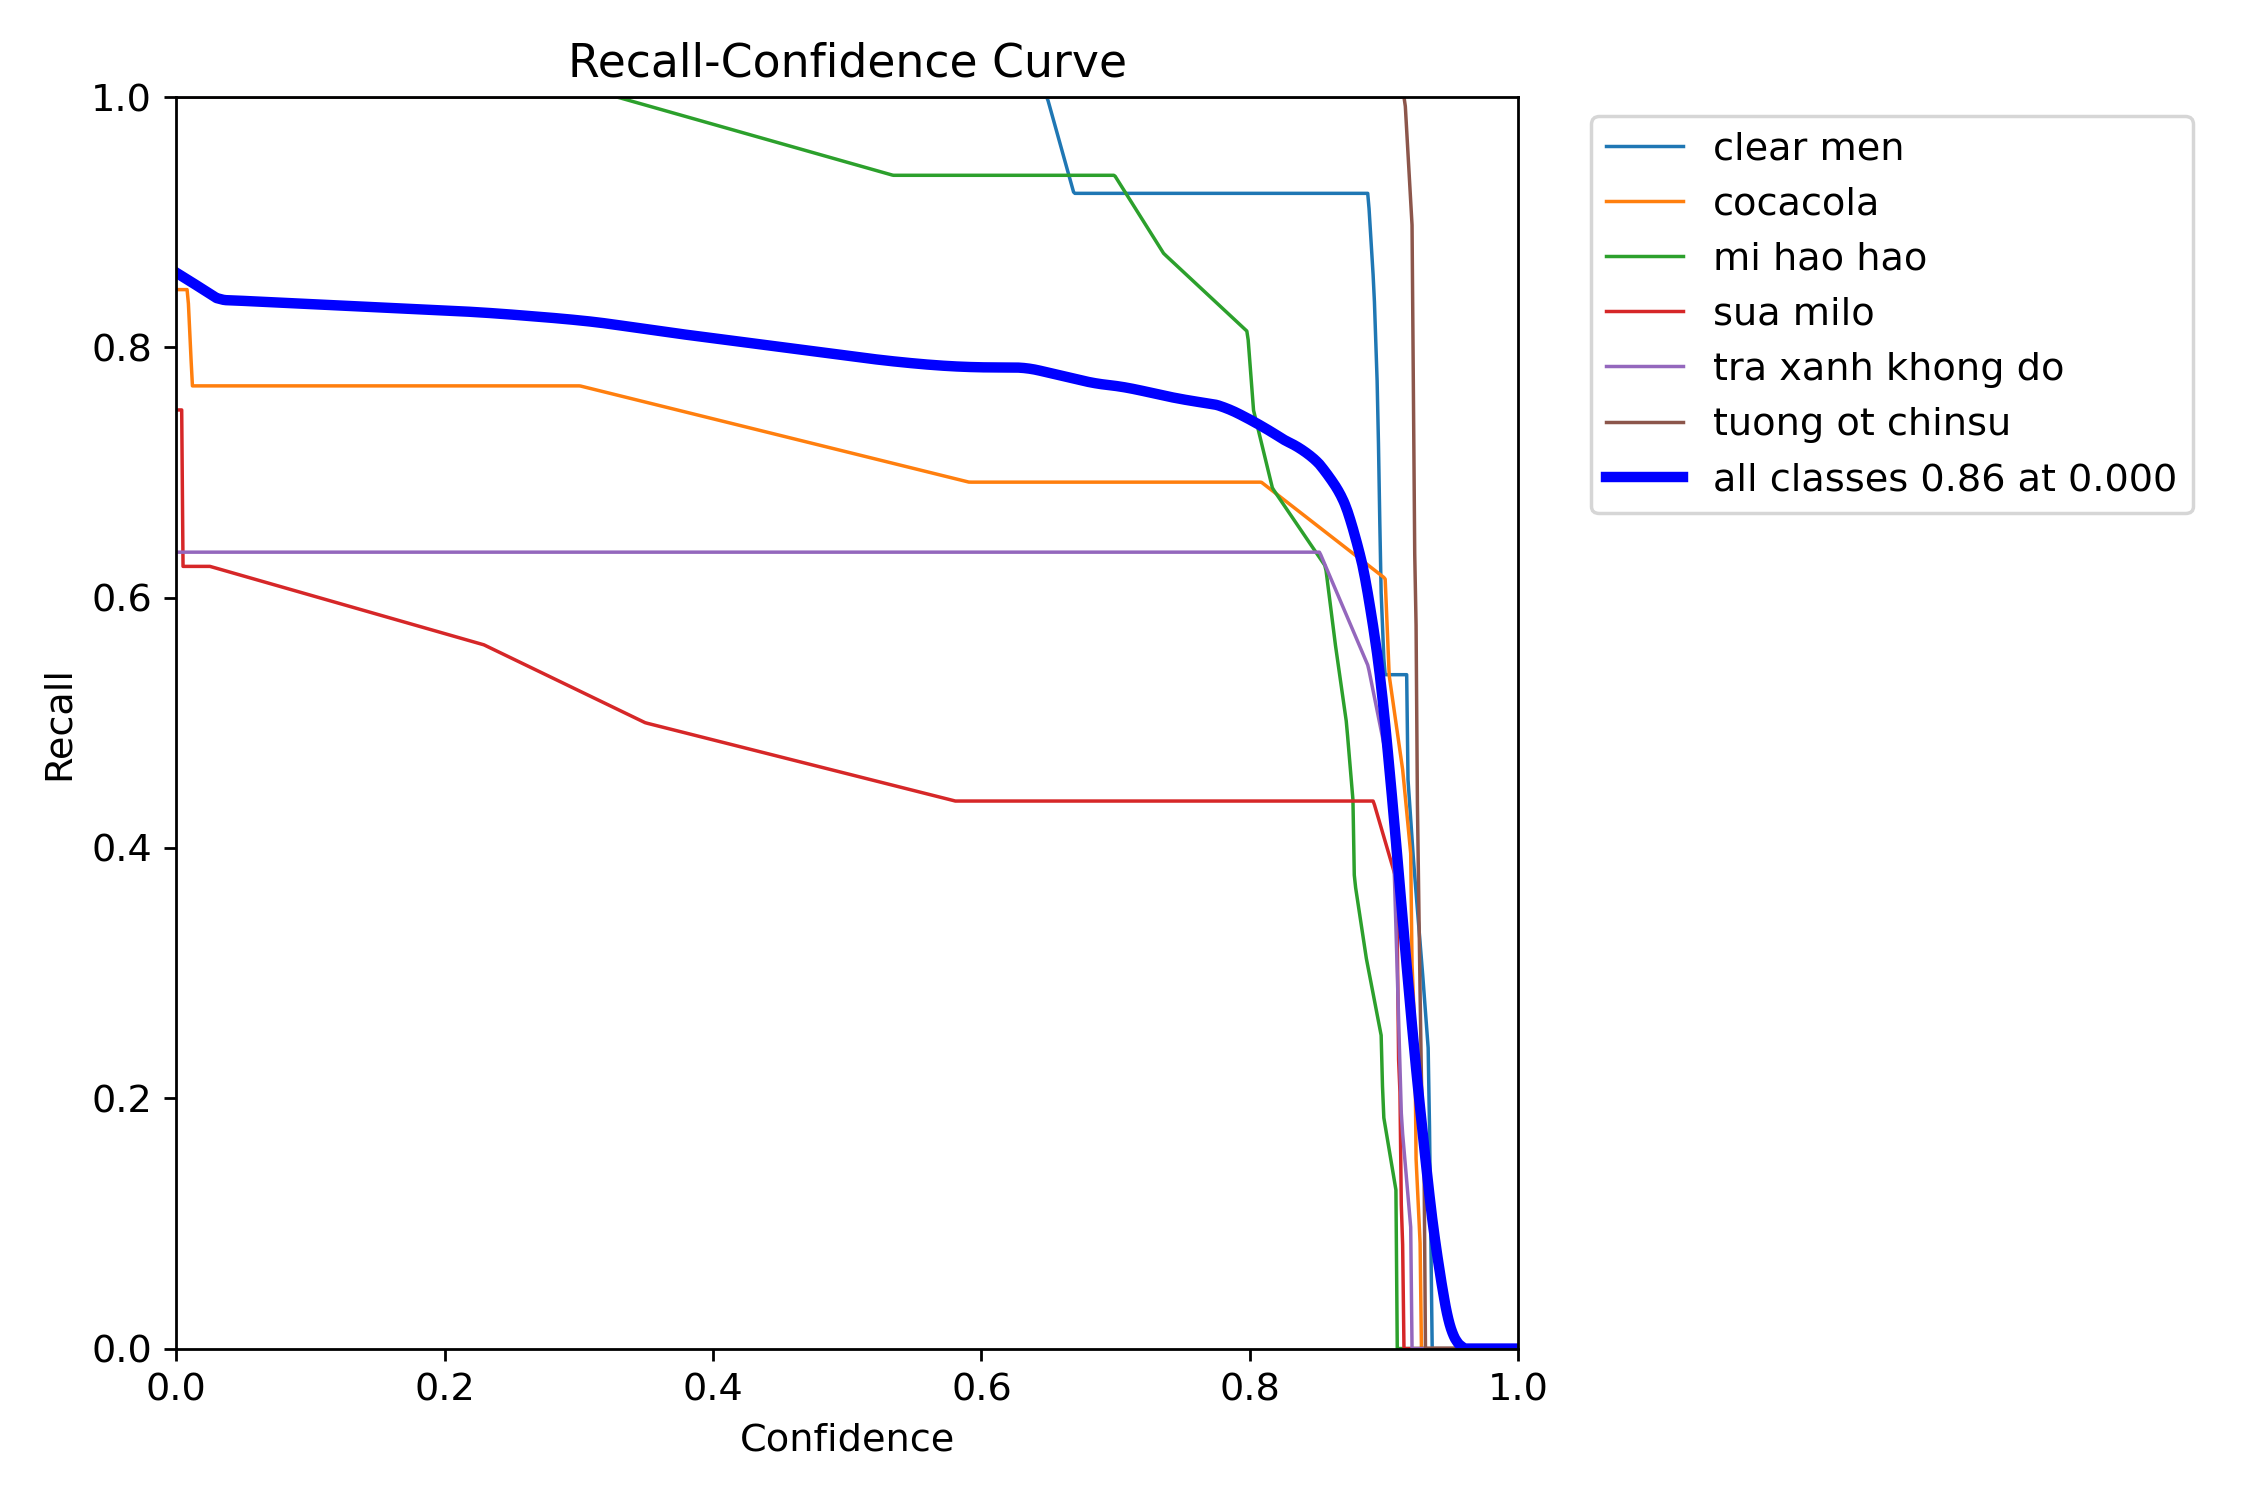 Recall-Confidence Curve
1.0
0.8
0.6
0.4
0.2
0.0
Recall
0.0 0.2 0.4 0.6 0.8 1.0
Confidence
clear men
cocacola
mi hao hao
sua milo
tra xanh khong do
tuong ot chinsu
all classes 0.86 at 0.000